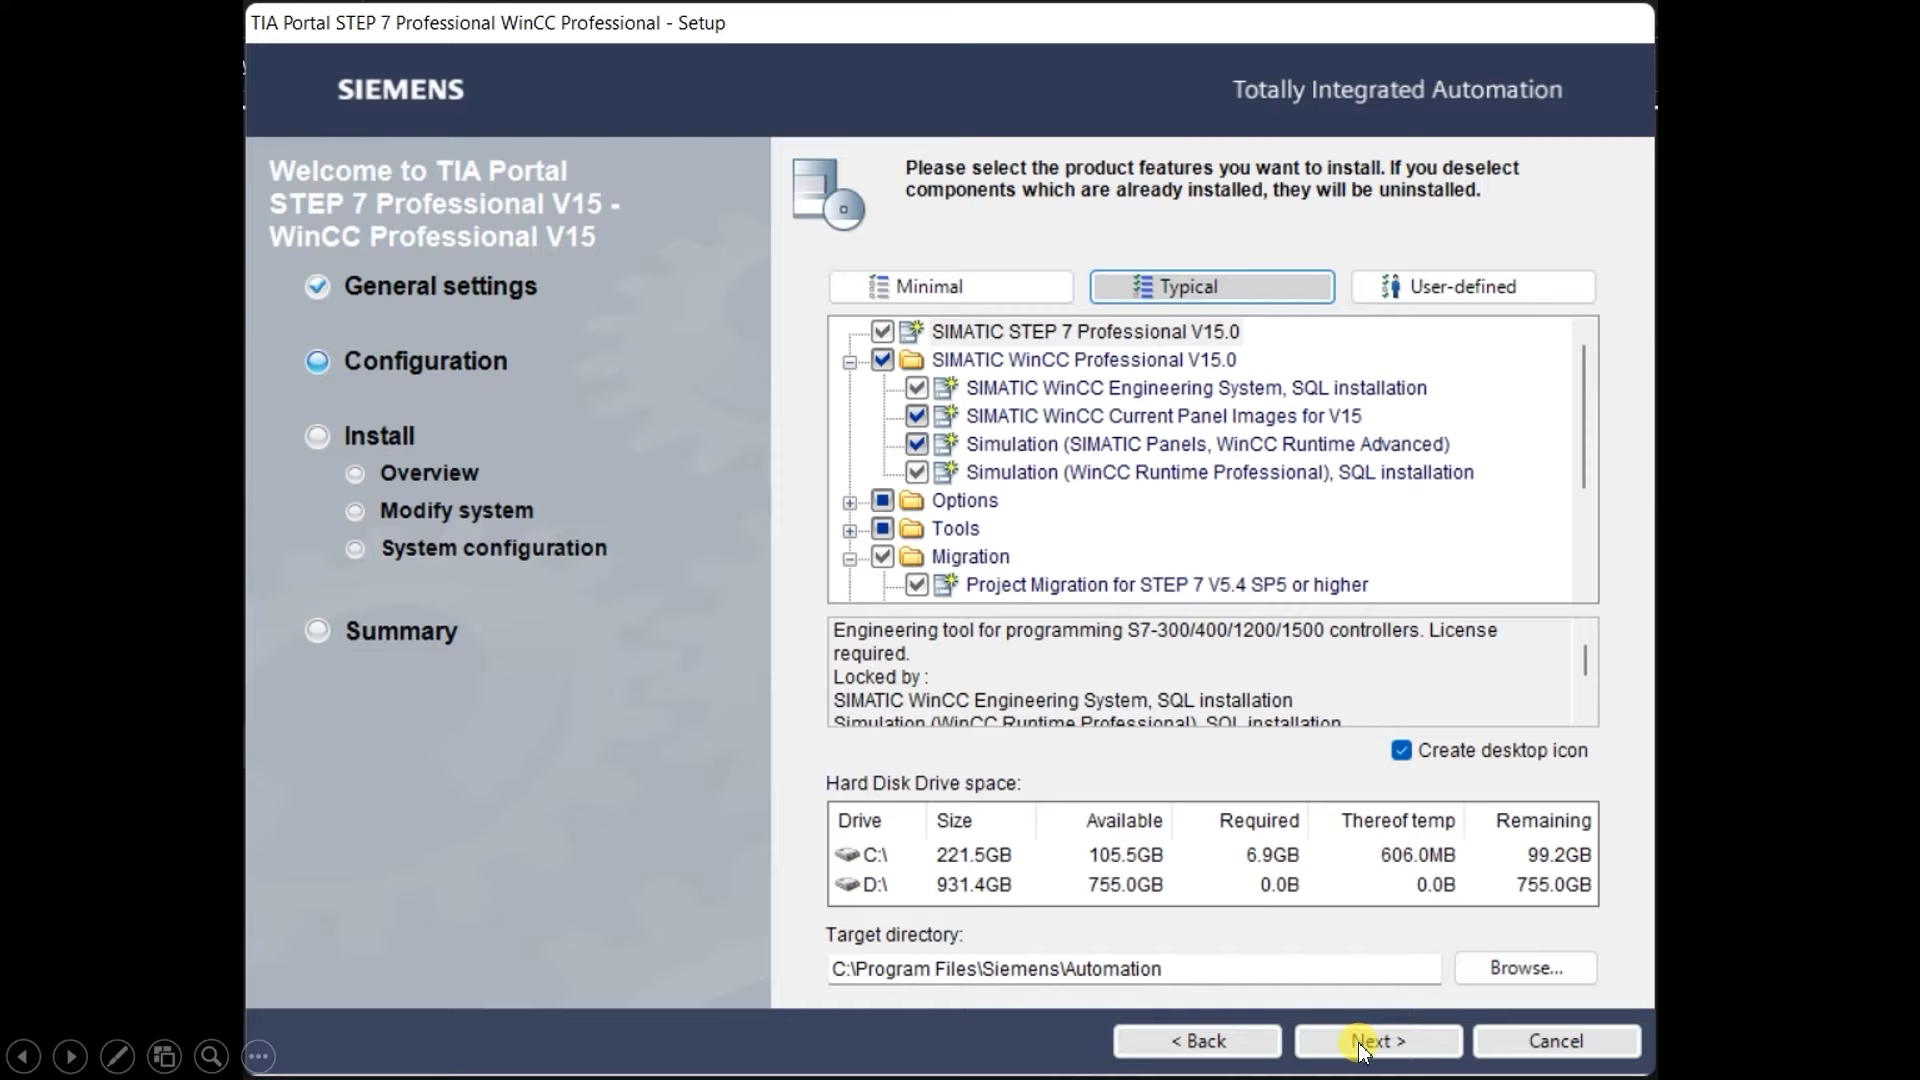 TIA Portal STEP 7 Professional WinCC Professional - Setup
SIEMENS
Totally Integrated Automation
Welcome to TIA Portal
STEP 7 Professional V15 -
WinCC Professional V15
General settings
Configuration
Install
Overview
Modify system
System configuration
Summary
Please select the product features you want to install. If you deselect
components which are already installed, they will be uninstalled.
Minimal
Typical
User-defined
SIMATIC STEP 7 Professional V15.0
SIMATIC WinCC Professional V15.0
SIMATIC WinCC Engineering System, SQL installation
SIMATIC WinCC Current Panel Images for V15
Simulation (SIMATIC Panels, WinCC Runtime Advanced)
Simulation (WinCC Runtime Professional), SQL installation
Options
Tools
Migration
Project Migration for STEP 7 V5.4 SP5 or higher
Engineering tool for programming S7-300/400/1200/1500 controllers. License
required.
Locked by :
SIMATIC WinCC Engineering System, SQL installation
Simulation (WinCC Runtime Professional), SQL installation
Create desktop icon
Hard Disk Drive space:
Drive Size Available Required Thereof temp Remaining
C:\ 221.5GB 105.5GB 6.9GB 606.0MB 99.2GB
D:\ 931.4GB 755.0GB 0.0B 0.0B 755.0GB
Target directory:
C:\Program Files\Siemens\Automation
Browse...
< Back
Next >
Cancel